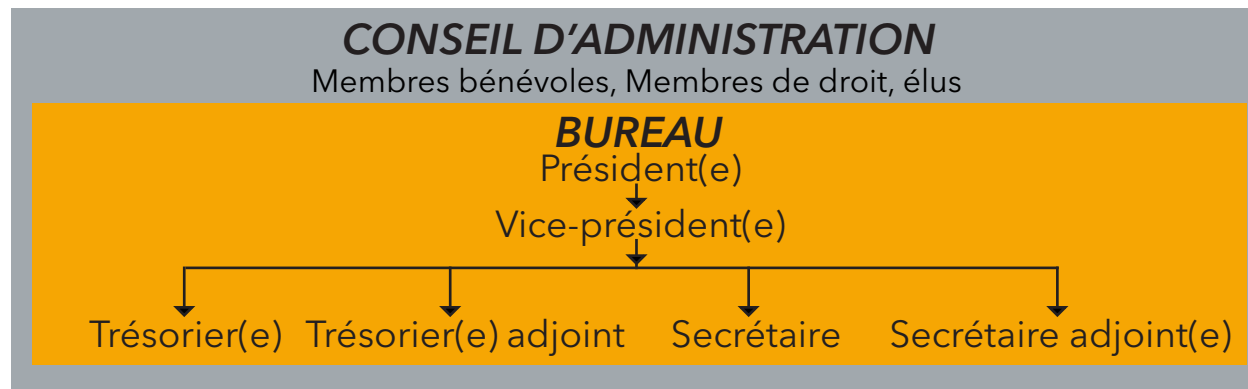 CONSEIL D'ADMINISTRATION
Membres bénévoles, Membres de droit, élus
BUREAU
Président(e)
Vice-président(e)
Trésorier(e) Trésorier(e) adjoint Secrétaire Secrétaire adjoint(e)